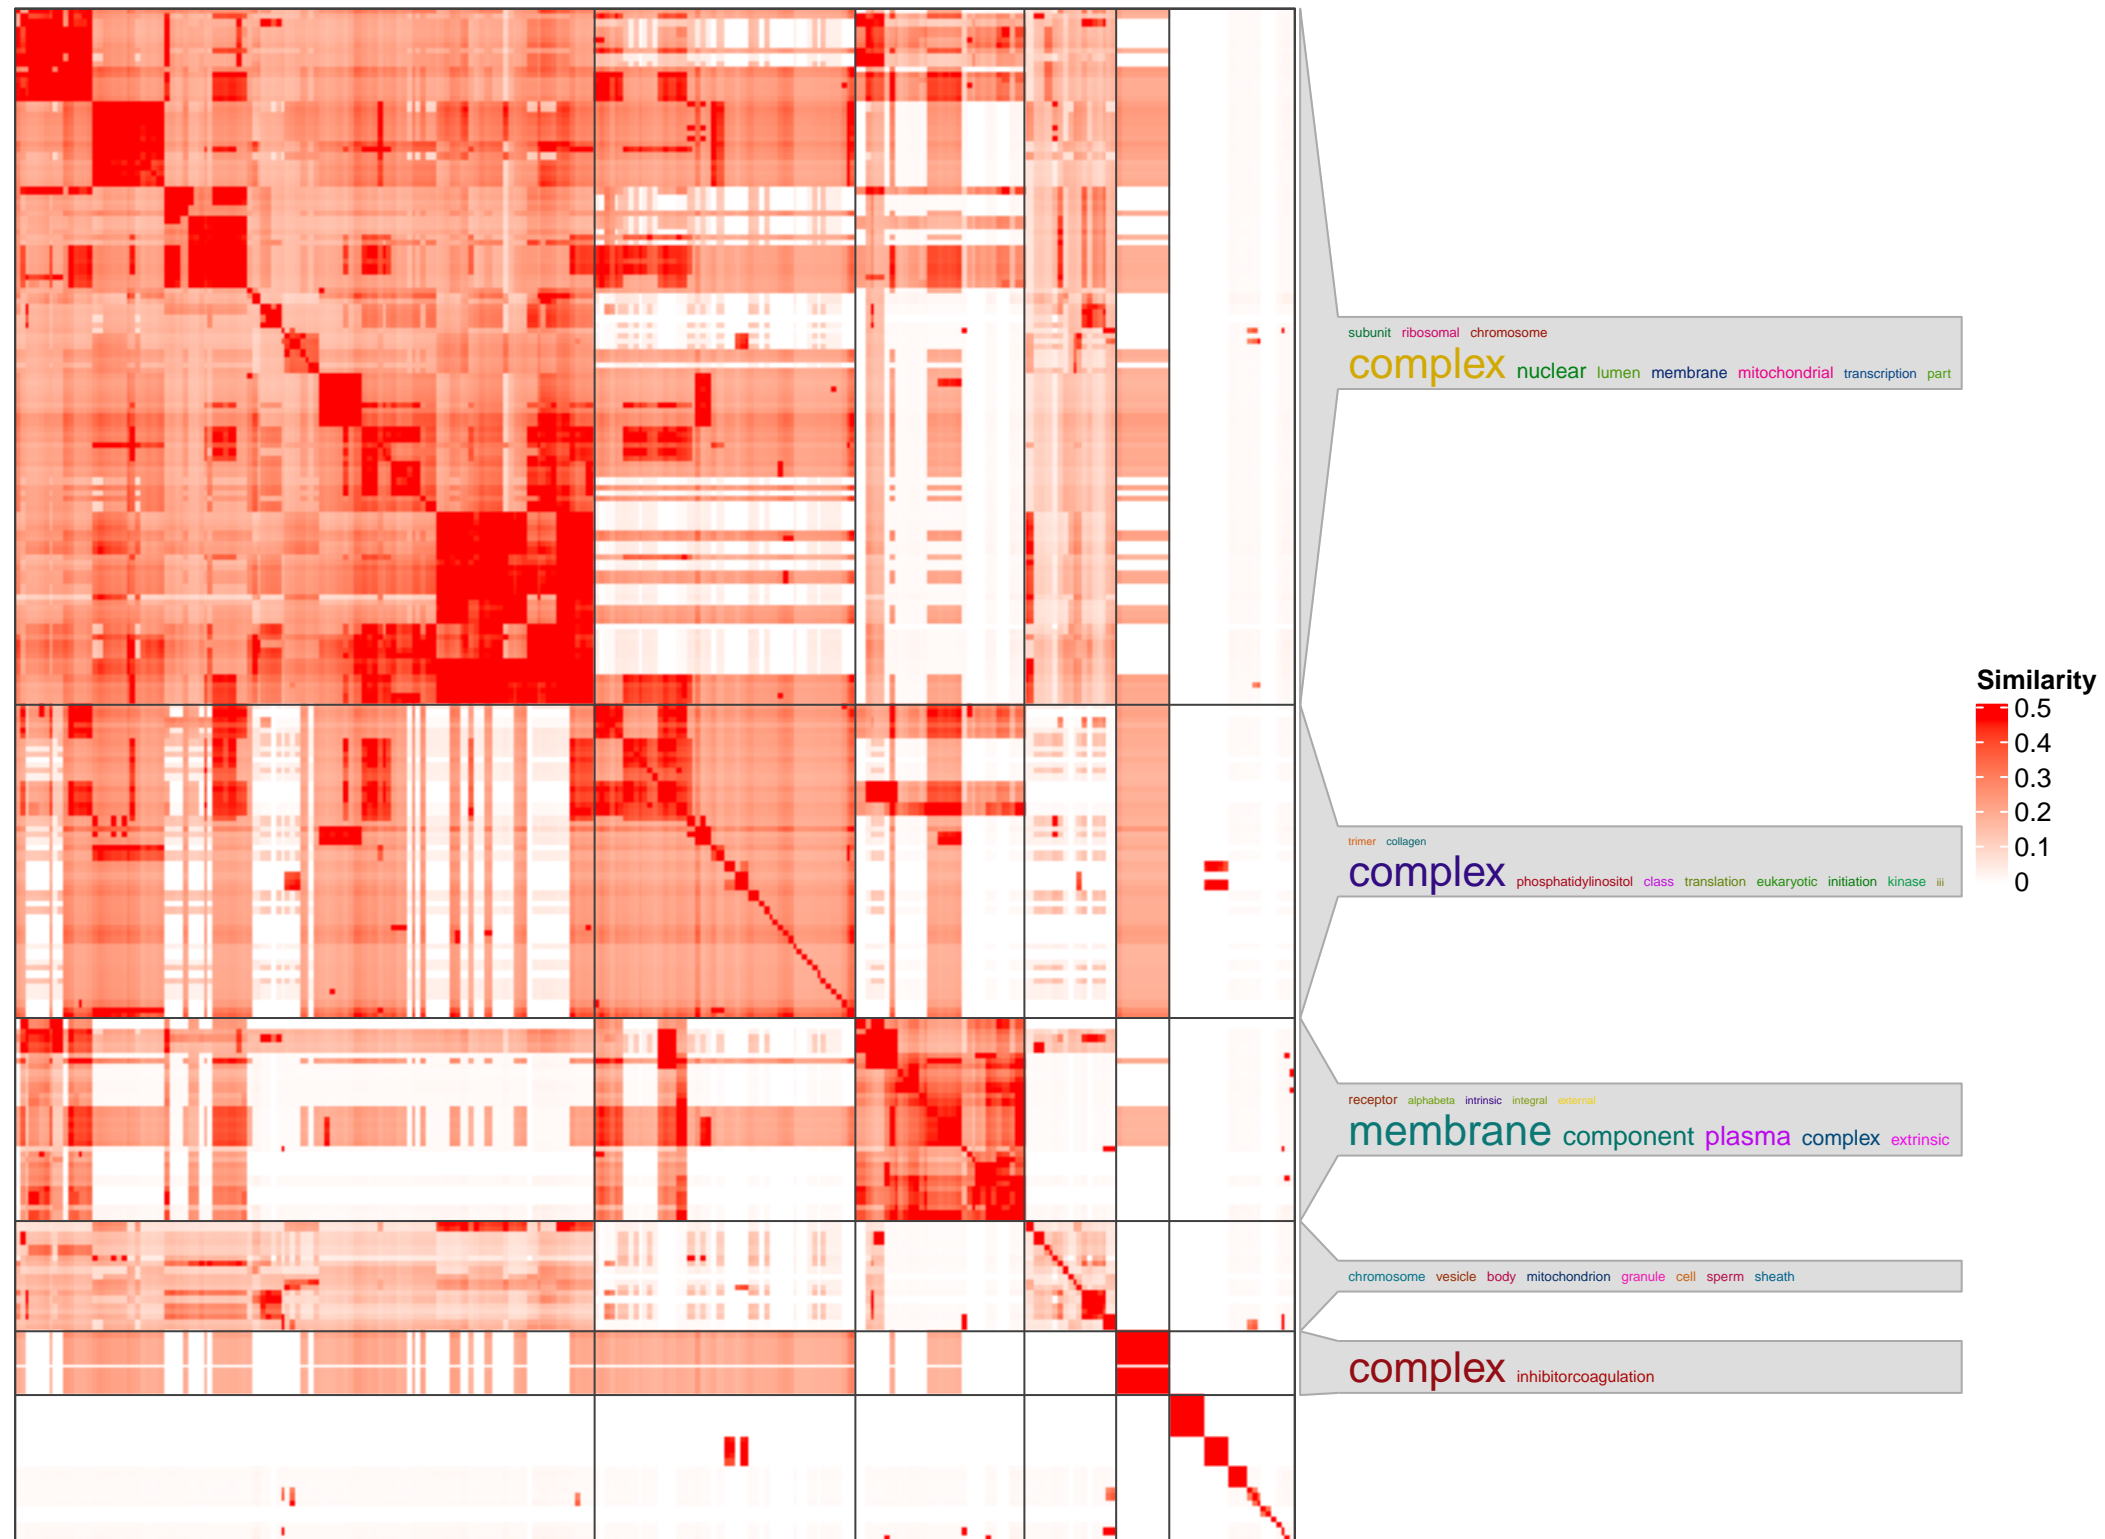 subunit ribosomal chromosome
complex nuclear lumen membrane mitochondrial transcription part
Similarity
0.5
0.4
0.3
0.2
0.1
0
trimer collagen
complex phosphatidylinositol class translation eukaryotic initiation kinase iii
receptor alphabeta intrinsic integral external
membrane component plasma complex extrinsic
chromosome vesicle body mitochondrion granule cell sperm sheath
complex inhibitorcoagulation